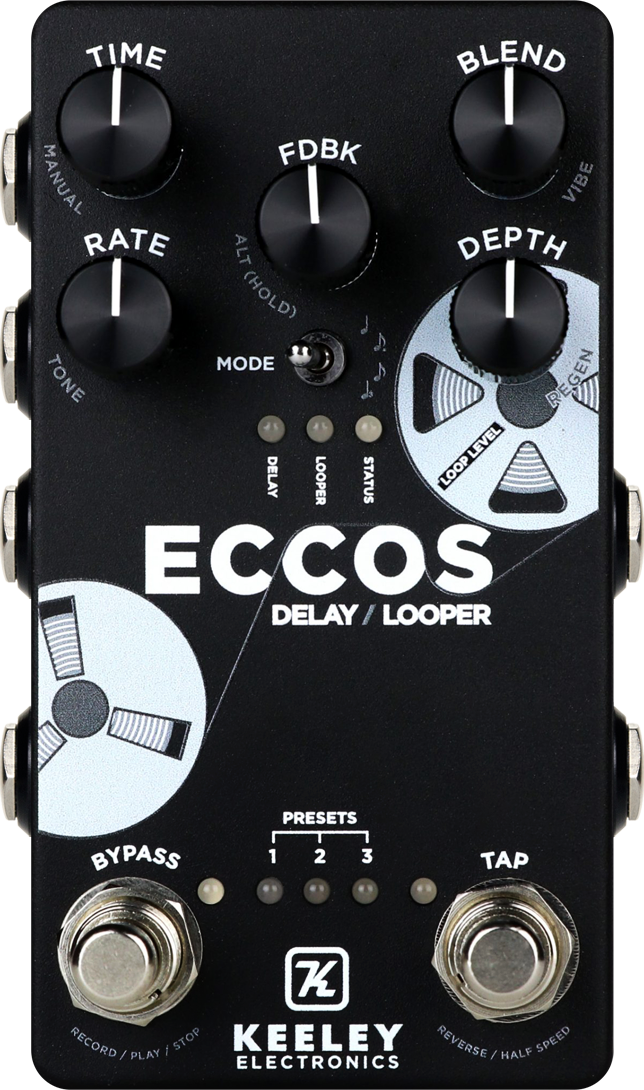 TIME
BLEND
MANUAL
FDBK
VIBE
RATE
DEPTH
ALT (HOLD)
TONE
MODE
REGEN
LOOP LEVEL
DELAY
LOOPER
STATUS
ECCOS
DELAY / LOOPER
PRESETS
1 2 3
BYPASS
TAP
RECORD / PLAY / STOP
REVERSE / HALF SPEED
KEELEY
ELECTRONICS